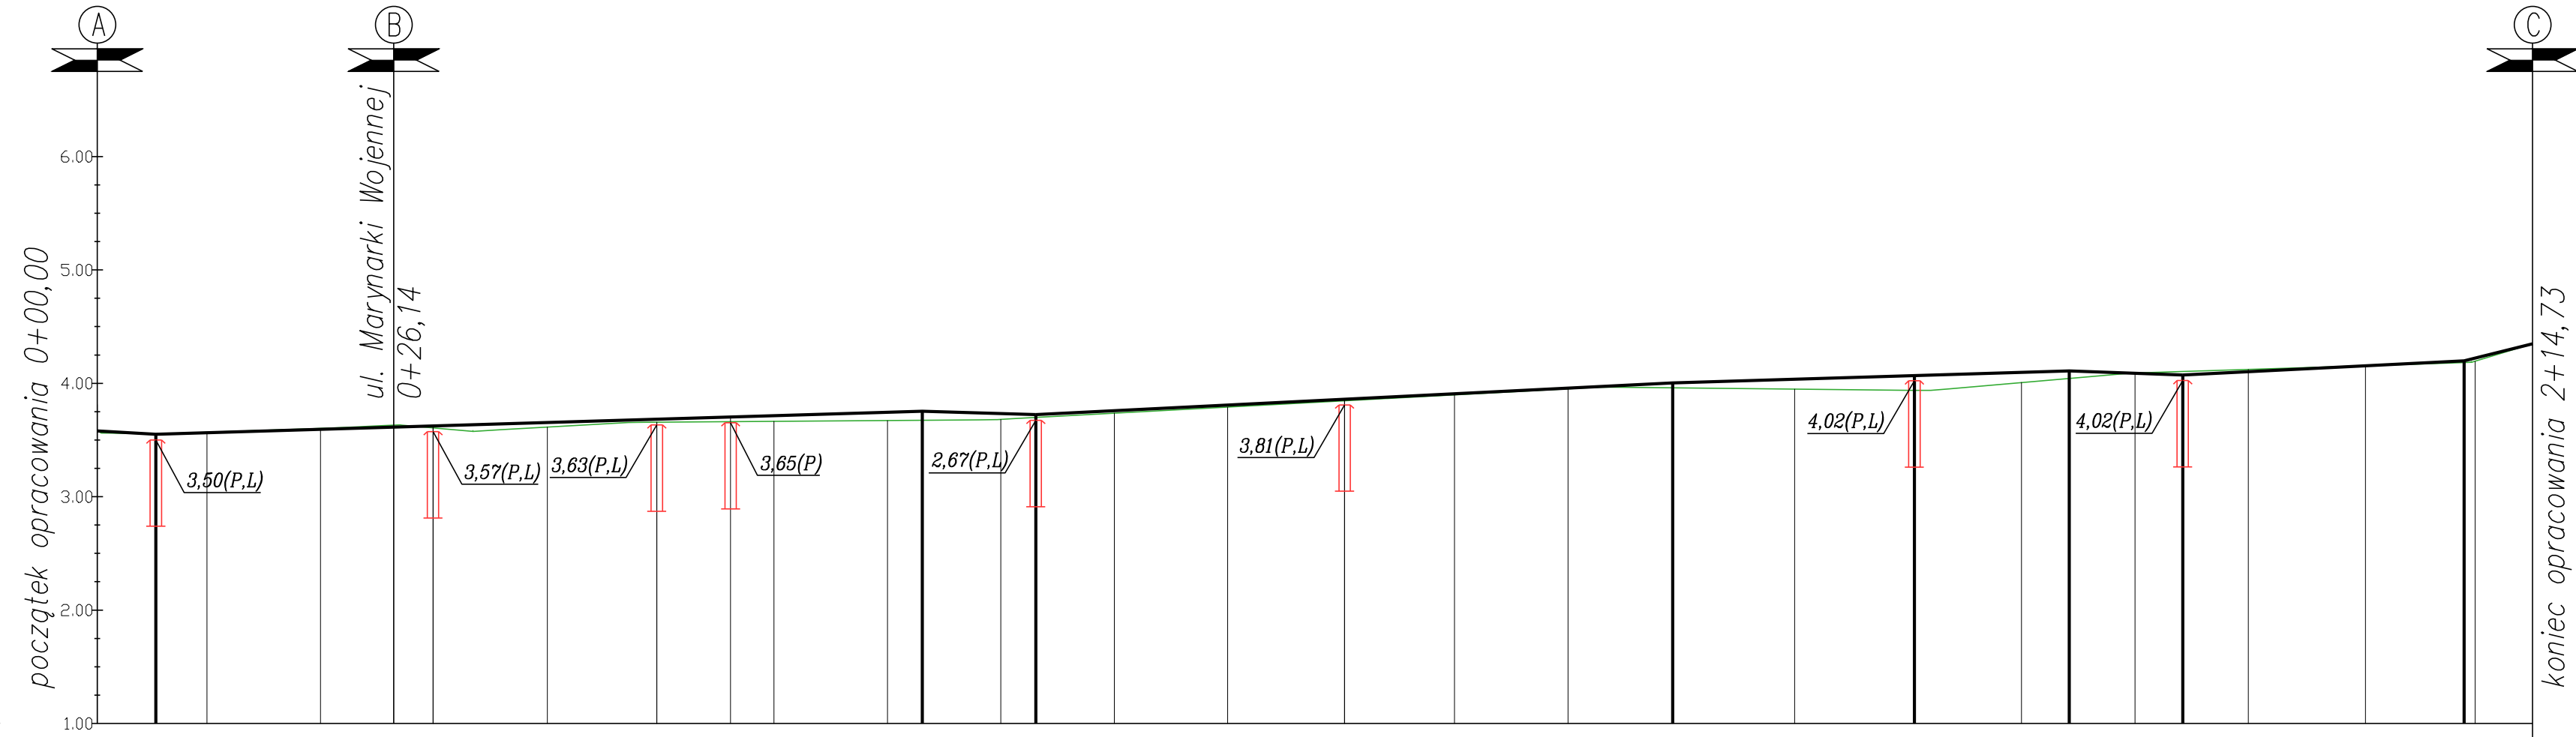 A
B
C
początek opracowania 0+00,00
6.00
5.00
4.00
3.00
2.00
1.00
ul. Marynarki Wojennej
0+26,14
3,50(P,L)
3,57(P,L)
3,63(P,L)
3,65(P)
2,67(P,L)
3,81(P,L)
4,02(P,L)
4,02(P,L)
koniec opracowania 2+14,73